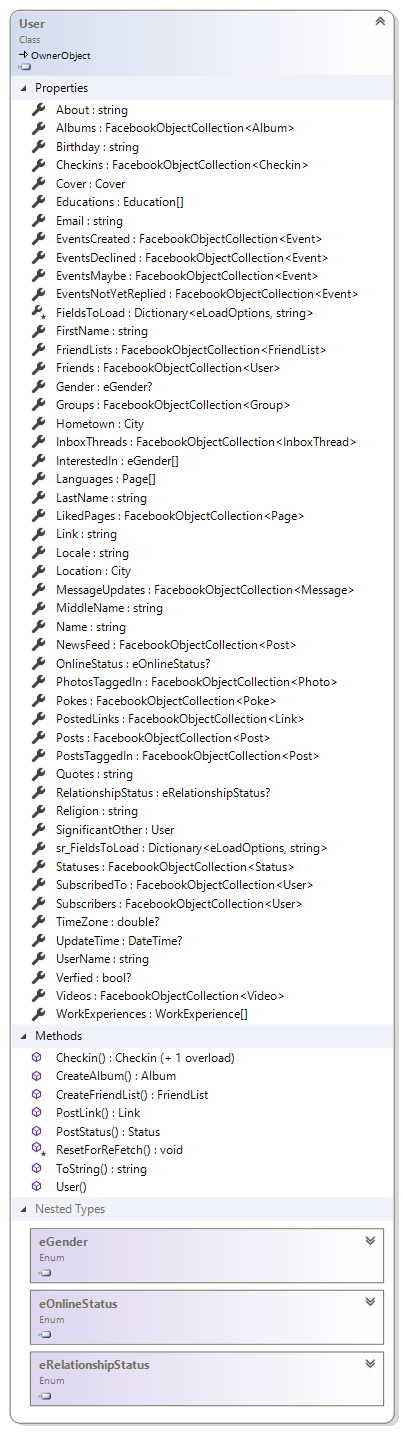 User
Class
OwnerObject
Properties
About : string
Albums : FacebookObjectCollection<Album>
Birthday : string
Checkins : FacebookObjectCollection<Checkin>
Cover : Cover
Educations : Education[]
Email : string
EventsCreated : FacebookObjectCollection<Event>
EventsDeclined : FacebookObjectCollection<Event>
EventsMaybe : FacebookObjectCollection<Event>
EventsNotYetReplied : FacebookObjectCollection<Event>
FieldsToLoad : Dictionary<eLoadOptions, string>
FirstName : string
FriendLists : FacebookObjectCollection<FriendList>
Friends : FacebookObjectCollection<User>
Gender : eGender?
Groups : FacebookObjectCollection<Group>
Hometown : City
InboxThreads : FacebookObjectCollection<InboxThread>
InterestedIn : eGender[]
Languages : Page[]
LastName : string
LikedPages : FacebookObjectCollection<Page>
Link : string
Locale : string
Location : City
MessageUpdates : FacebookObjectCollection<Message>
MiddleName : string
Name : string
NewsFeed : FacebookObjectCollection<Post>
OnlineStatus : eOnlineStatus?
PhotosTaggedIn : FacebookObjectCollection<Photo>
Pokes : FacebookObjectCollection<Poke>
PostedLinks : FacebookObjectCollection<Link>
Posts : FacebookObjectCollection<Post>
PostsTaggedIn : FacebookObjectCollection<Post>
Quotes : string
RelationshipStatus : eRelationshipStatus?
Religion : string
SignificantOther : User
sr_FieldsToLoad : Dictionary<eLoadOptions, string>
Statuses : FacebookObjectCollection<Status>
SubscribedTo : FacebookObjectCollection<User>
Subscribers : FacebookObjectCollection<User>
TimeZone : double?
UpdateTime : DateTime?
UserName : string
Verfied : bool?
Videos : FacebookObjectCollection<Video>
WorkExperiences : WorkExperience[]
Methods
Checkin() : Checkin (+ 1 overload)
CreateAlbum() : Album
CreateFriendList() : FriendList
PostLink() : Link
PostStatus() : Status
ResetForReFetch() : void
ToString() : string
User()
Nested Types
eGender
Enum
eOnlineStatus
Enum
eRelationshipStatus
Enum